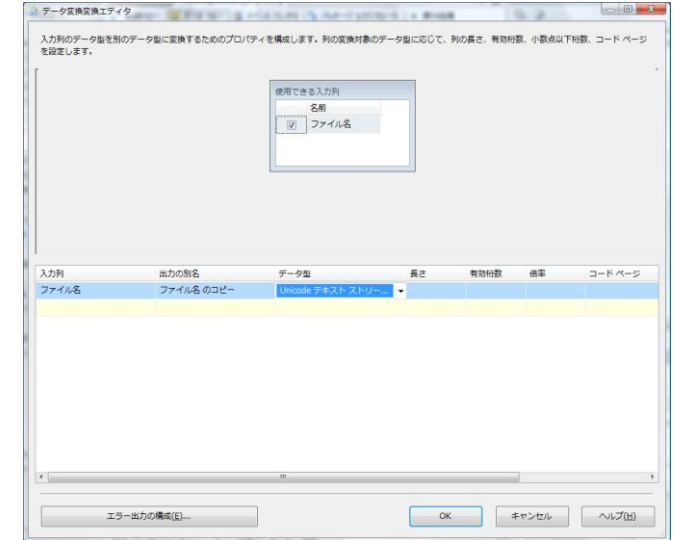 データ変換変換エディタ
入力列のデータ型を別のデータ型に変換するためのプロパティを構成します。列の変換対象のデータ型に応じて、列の長さ、有効桁数、小数点以下桁数、コード ページ
を設定します。
使用できる入力列
名前
ファイル名
入力列 出力の別名 データ型 長さ 有効桁数 倍率 コード ページ
ファイル名 ファイル名 のコピー Unicode テキスト ストリー...
エラー出力の構成(E)... OK キャンセル ヘルプ(H)